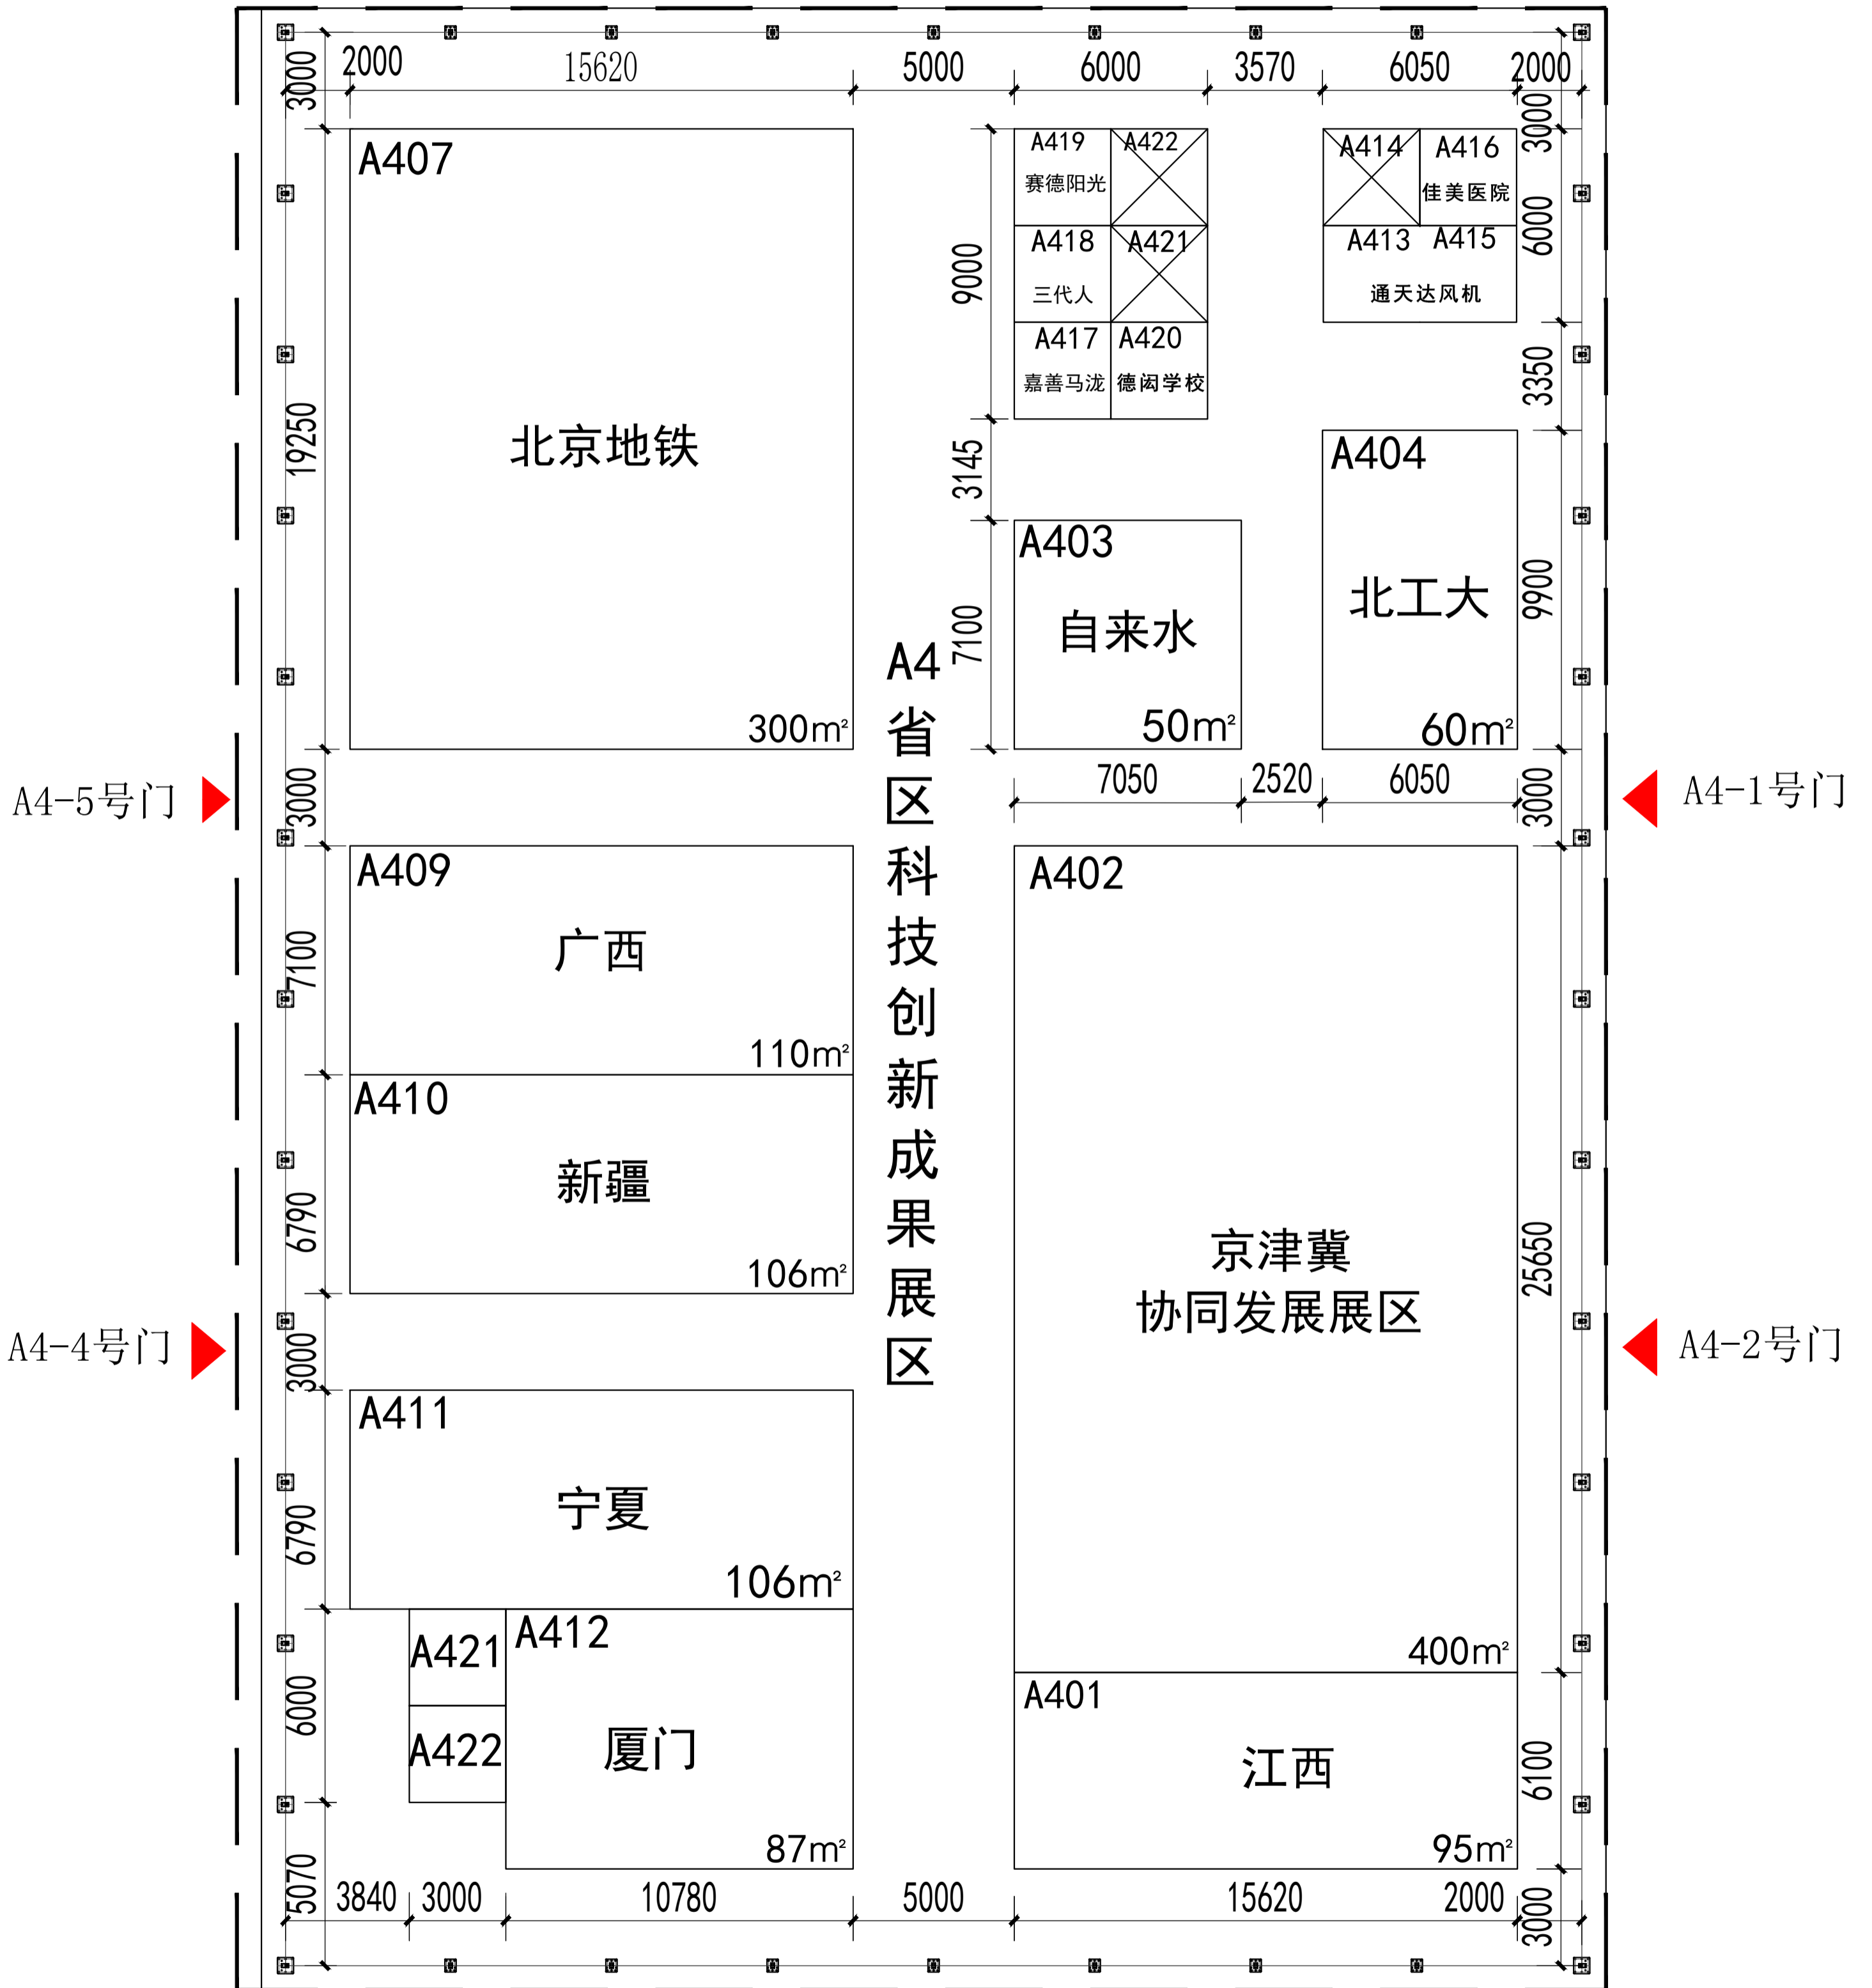 2000
15620
5000
6000
3570
6050
2000
3000
3000
A407
北京地铁
300m²
19250
A419
赛德阳光
A422
A418
三代人
A421
A417
嘉善马泷
A420
德闳学校
9000
3145
7100
A414
A416
佳美医院
A413
A415
通天达风机
6000
3350
9900
A403
自来水
50m²
A404
北工大
60m²
7050
2520
6050
A4-5号门
A4-1号门
3000
3000
A4
省
区
科
技
创
新
成
果
展
区
A409
广西
110m²
7100
A410
新疆
106m²
6790
A402
京津冀
协同发展展区
400m²
25650
A4-4号门
A4-2号门
3000
A411
宁夏
106m²
6790
A421
A422
A412
厦门
87m²
6000
A401
江西
95m²
6100
5070
3840
3000
10780
5000
15620
2000
3000